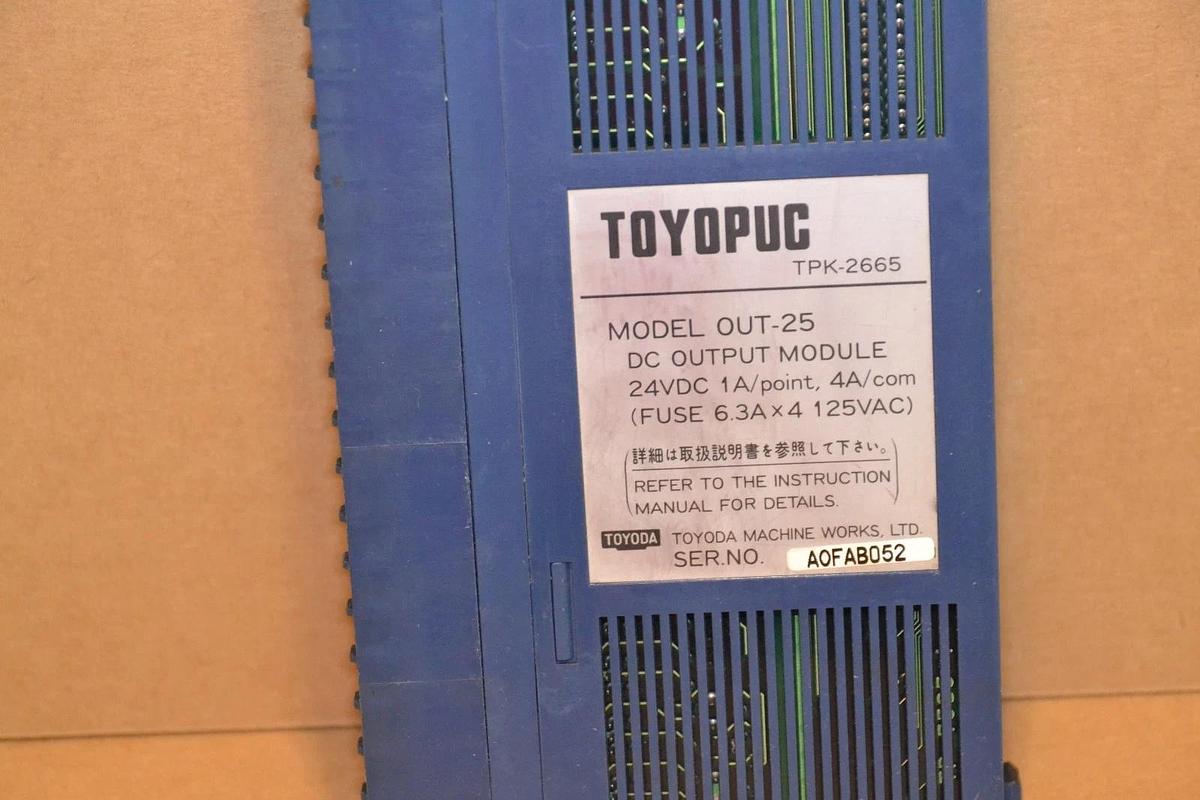 TOYOPUC
TPK-2665
MODEL OUT-25
DC OUTPUT MODULE
24VDC 1A/point, 4A/com
(FUSE 6.3A×4 125VAC)
詳細は取扱説明書を参照して下さい。
REFER TO THE INSTRUCTION
MANUAL FOR DETAILS.
TOYODA TOYODA MACHINE WORKS, LTD.
SER.NO. A0FAB052